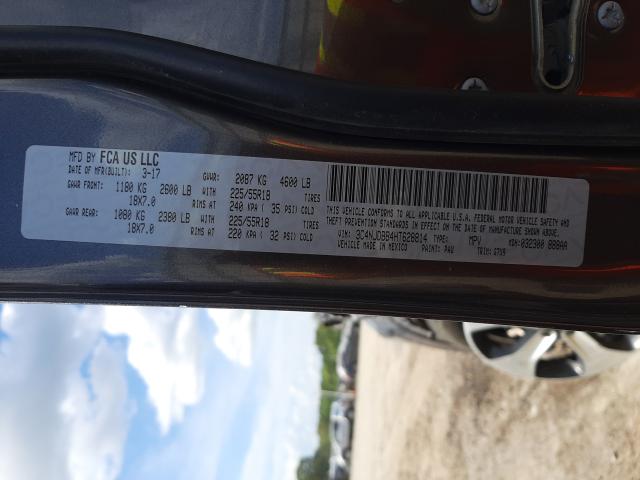 MFD BY FCA US LLC
DATE OF MFR(BUILT): 3-17 GVWR: 2087 KG 4600 LB
GAWR FRONT: 1180 KG 2600 LB WITH 225/55R18 TIRES
18X7.0 RIMS AT 240 KPA ( 35 PSI) COLD
GAWR REAR: 1080 KG 2380 LB WITH 225/55R18 TIRES
18X7.0 RIMS AT 220 KPA ( 32 PSI) COLD
THIS VEHICLE CONFORMS TO ALL APPLICABLE U.S.A. FEDERAL MOTOR VEHICLE SAFETY AND
THEFT PREVENTION STANDARDS IN EFFECT ON THE DATE OF MANUFACTURE SHOWN ABOVE.
VIN: 3C4NJDBB4HT628814 MPV MDH: 032300 888AA
VEHICLE MADE IN MEXICO PAINT: PAU TRIM: